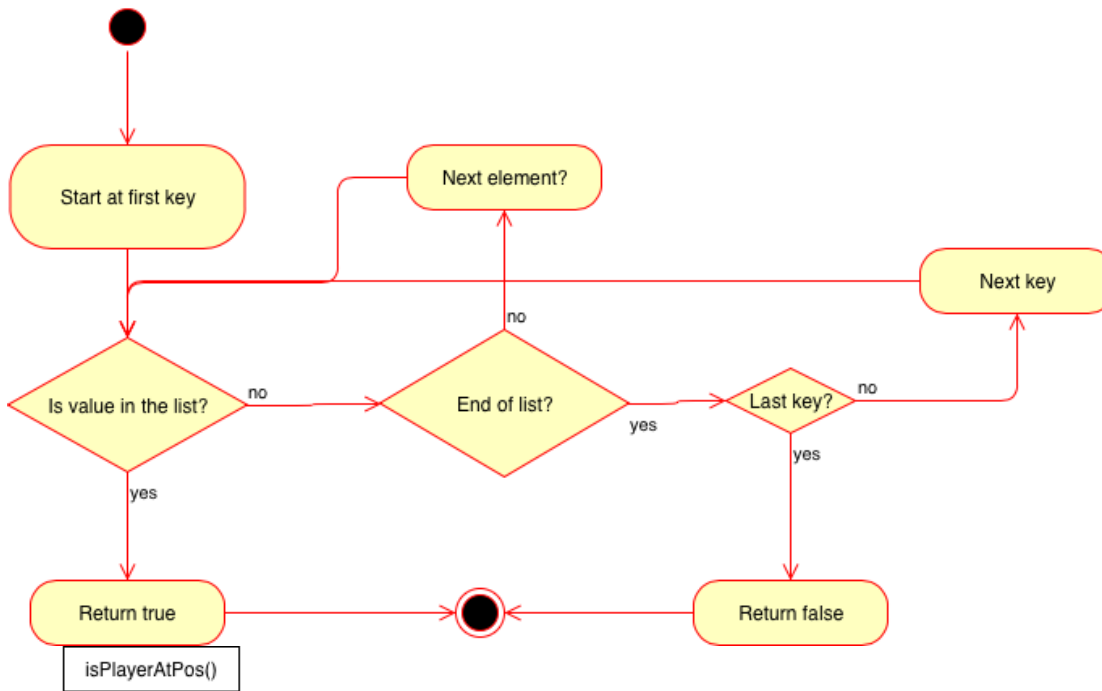 Next element?
Start at first key
Next key
no
Is value in the list?
no
End of list?
yes
Last key?
no
yes
yes
Return true
Return false
isPlayerAtPos()